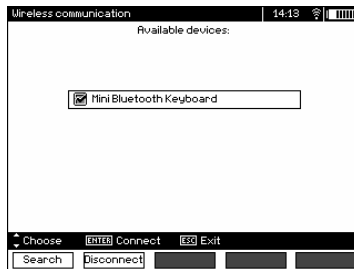 Wireless communication 14:13
Available devices:
Mini Bluetooth Keyboard
Choose ENTER Connect ESC Exit
Search Disconnect